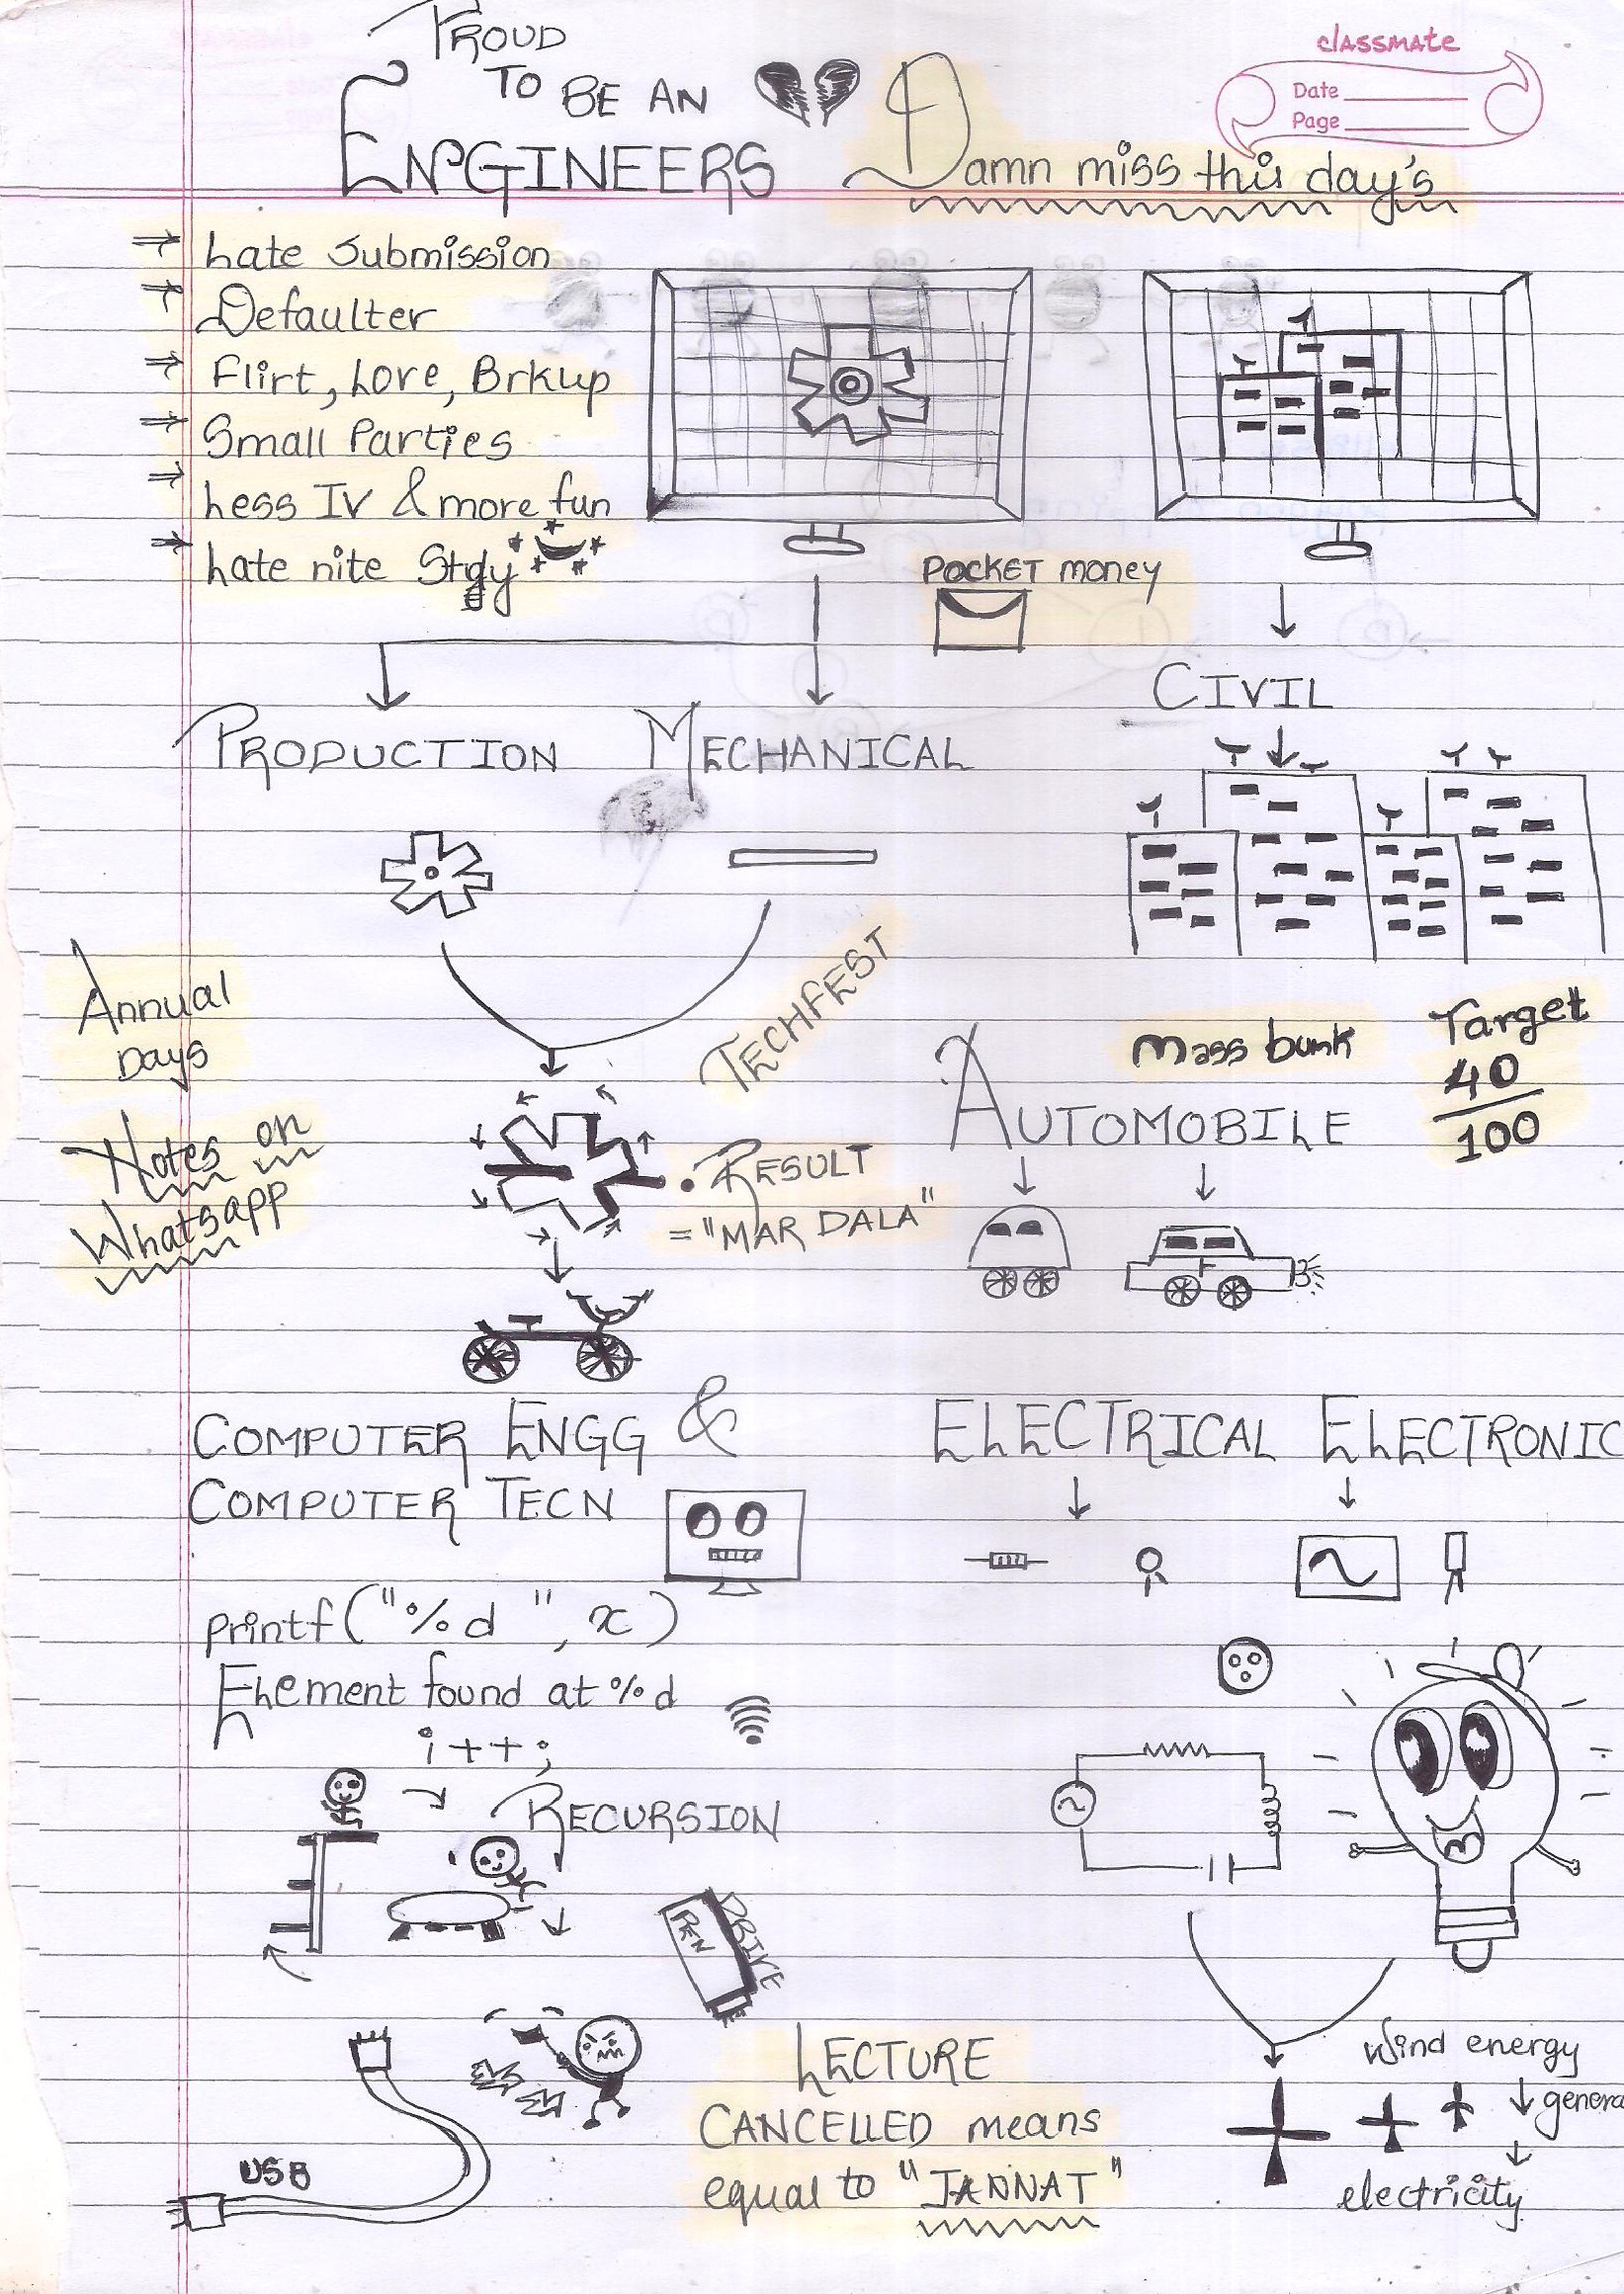 PROUD
TO BE AN
ENGINEERS
Damn miss this day's
classmate
Date
Page
Late Submission
Defaulter
Flirt, Love, Brkup
Small Parties
Less IV & more fun
Late nite Stdy
POCKET money
CIVIL
PRODUCTION MECHANICAL
Annual
Days
TECHFEST
Mass bunk
Target
40
100
AUTOMOBILE
Notes on
Whatsapp
• RESULT
= "MAR DALA"
COMPUTER ENGG &
COMPUTER TECN
ELECTRICAL ELECTRONIC
printf("%d", x)
Element found at %d
i++;
RECURSION
PEN DRIVE
USB
LECTURE
CANCELLED means
equal to "JANNAT"
Wind energy
↓ genera
↓
electricity